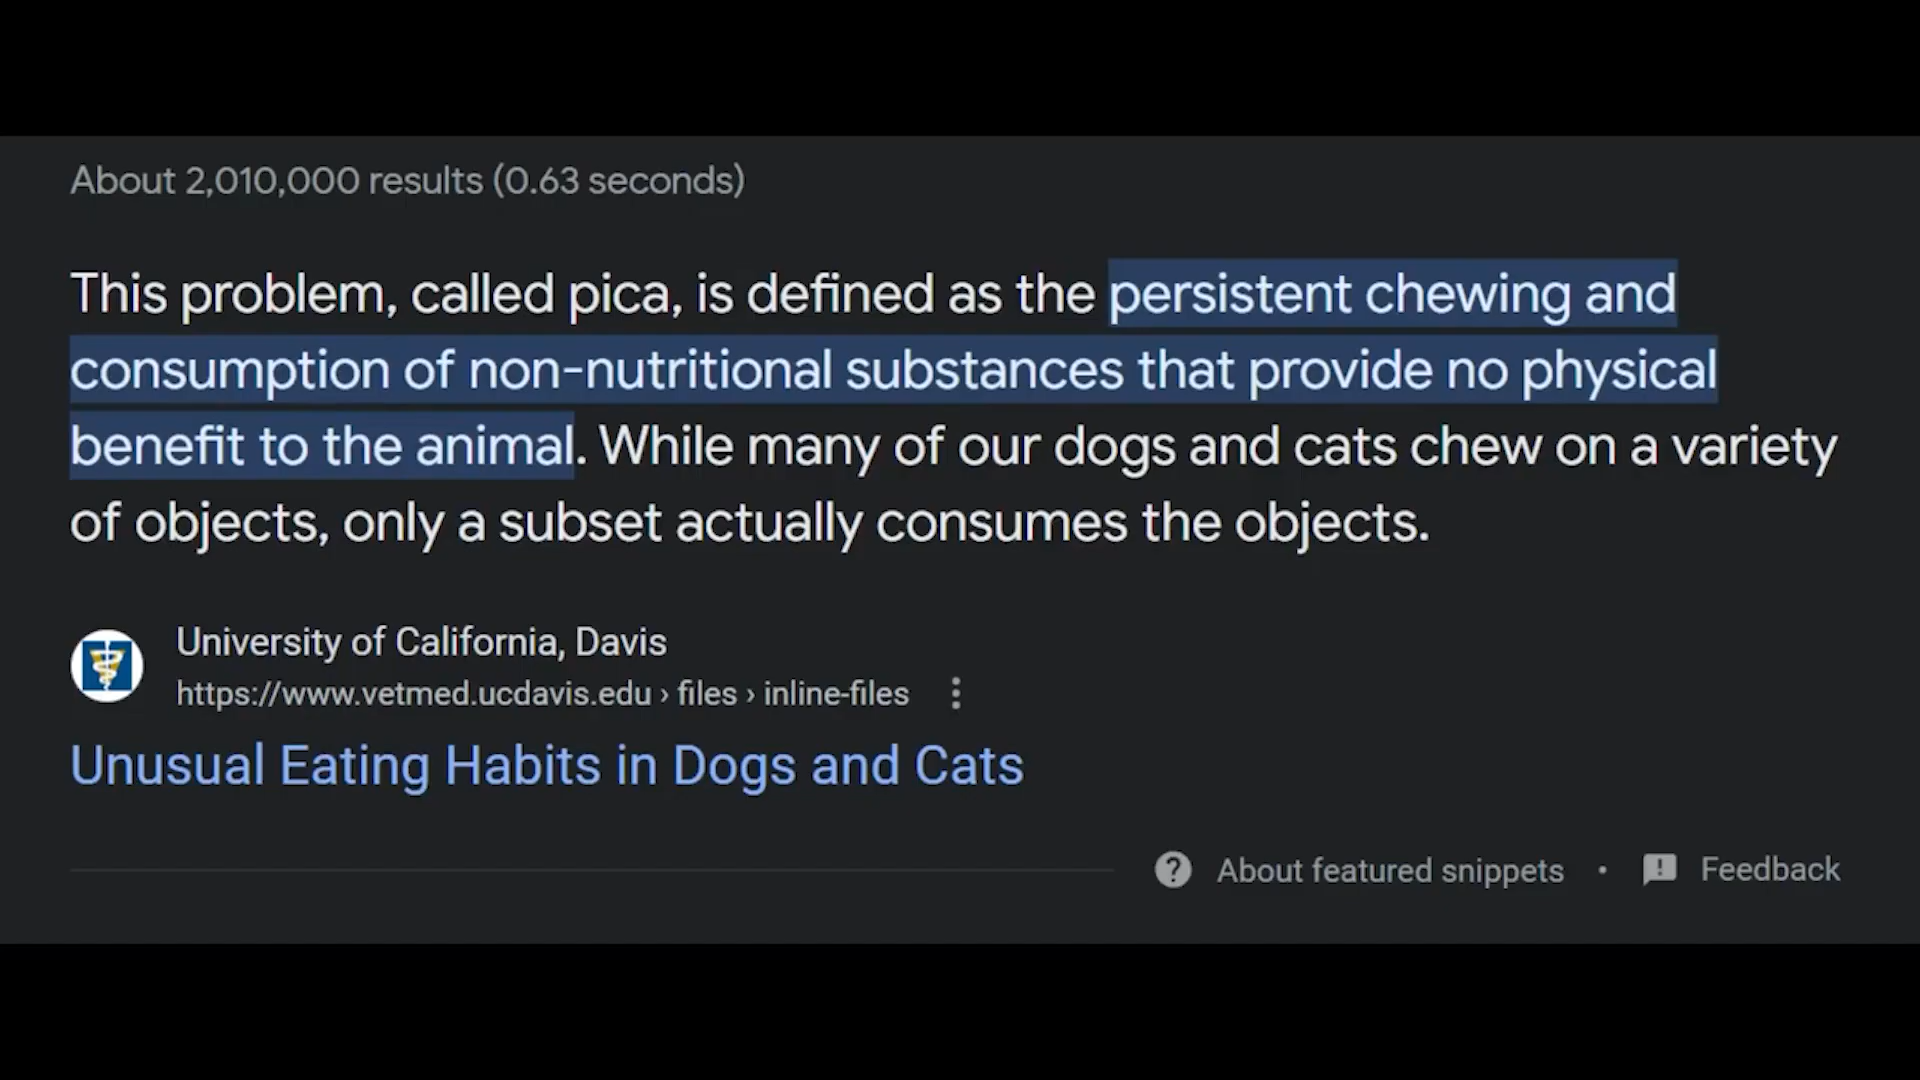 About 2,010,000 results (0.63 seconds)
This problem, called pica, is defined as the persistent chewing and
consumption of non-nutritional substances that provide no physical
benefit to the animal. While many of our dogs and cats chew on a variety
of objects, only a subset actually consumes the objects.
University of California, Davis
https://www.vetmed.ucdavis.edu › files › inline-files
Unusual Eating Habits in Dogs and Cats
About featured snippets • Feedback